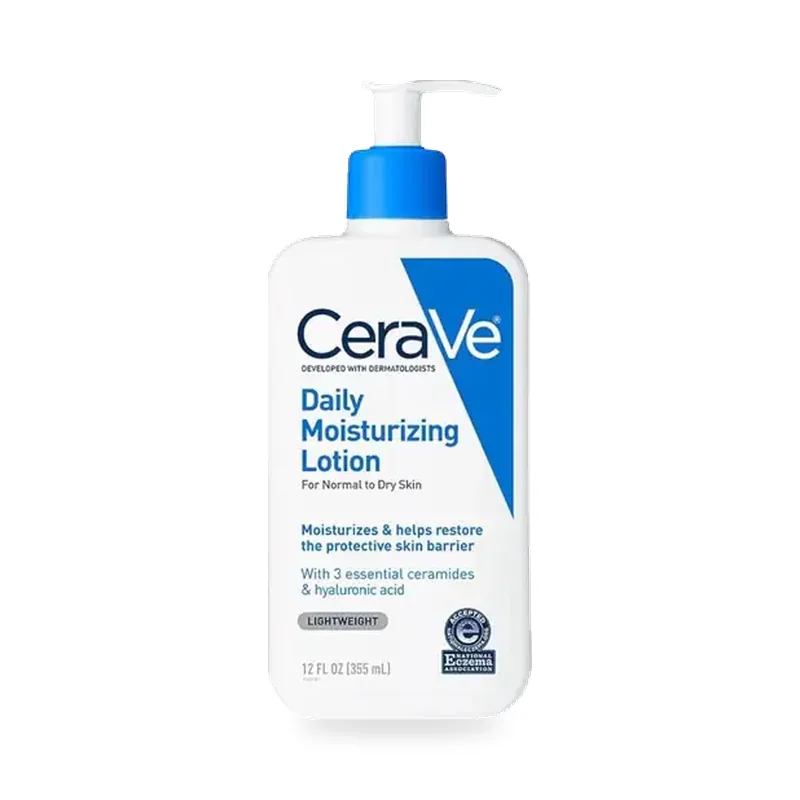 CeraVe®
DEVELOPED WITH DERMATOLOGISTS
Daily
Moisturizing
Lotion
For Normal to Dry Skin
Moisturizes & helps restore
the protective skin barrier
With 3 essential ceramides
& hyaluronic acid
LIGHTWEIGHT
ACCEPTED
e
NATIONAL
Eczema
ASSOCIATION
12 FL OZ (355 mL)